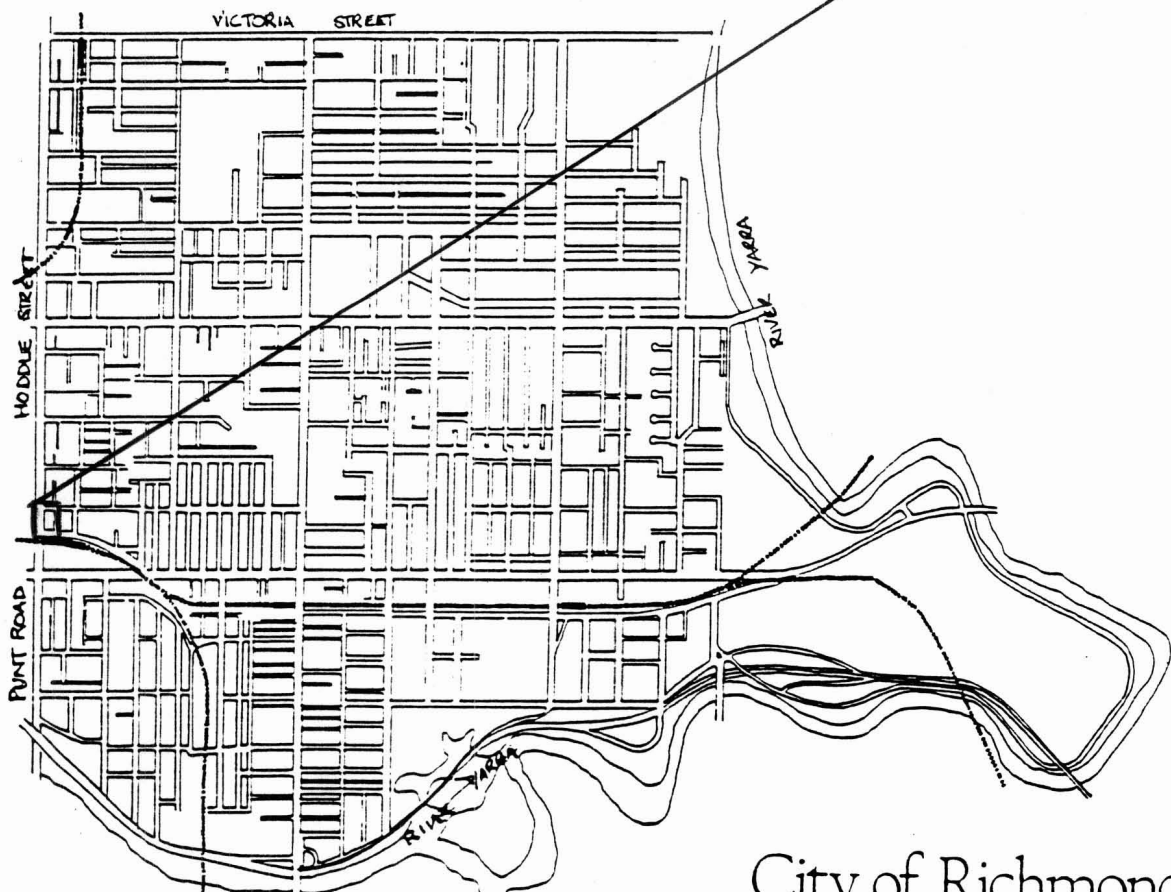 VICTORIA STREET
HODDLE STREET
RIVER YARRA
PUNT ROAD
RIVER YARRA
City of Richmond